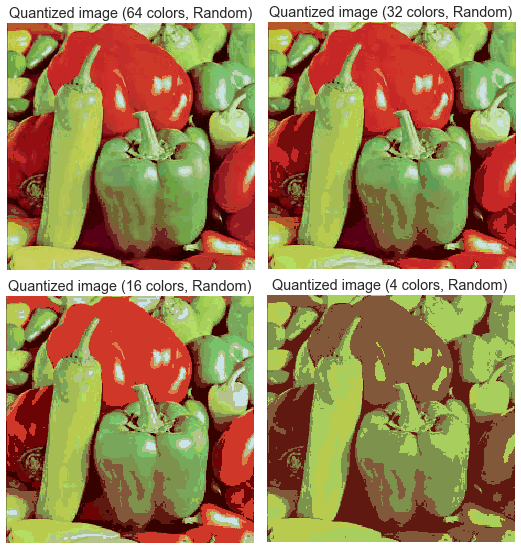 Quantized image (64 colors, Random)
Quantized image (32 colors, Random)
Quantized image (16 colors, Random)
Quantized image (4 colors, Random)